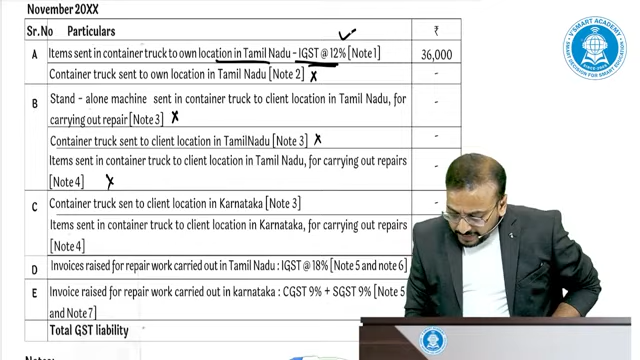 November 20XX
Sr.No Particulars ₹
A Items sent in container truck to own location in Tamil Nadu – IGST @ 12% [Note 1] 36,000
Container truck sent to own location in Tamil Nadu [Note 2] -
B Stand - alone machine sent in container truck to client location in Tamil Nadu, for -
carrying out repair [Note 3]
Container truck sent to client location in TamilNadu [Note 3] -
Items sent in container truck to client location in Tamil Nadu, for carrying out repairs -
[Note 4]
C Container truck sen to client location in Karnataka [Note 3] -
Items sent in container truck to client location in Karnataka, for carrying out repairs
[Note 4]
D Invoices raised for repair work carried out in Tamil Nadu : IGST @ 18% [Note 5 and note 6]
E Invoice raised for repair work carried out in karnataka : CGST 9% + SGST 9% [Note 5
and Note 7]
Total GST liability
V SMART ACADEMY